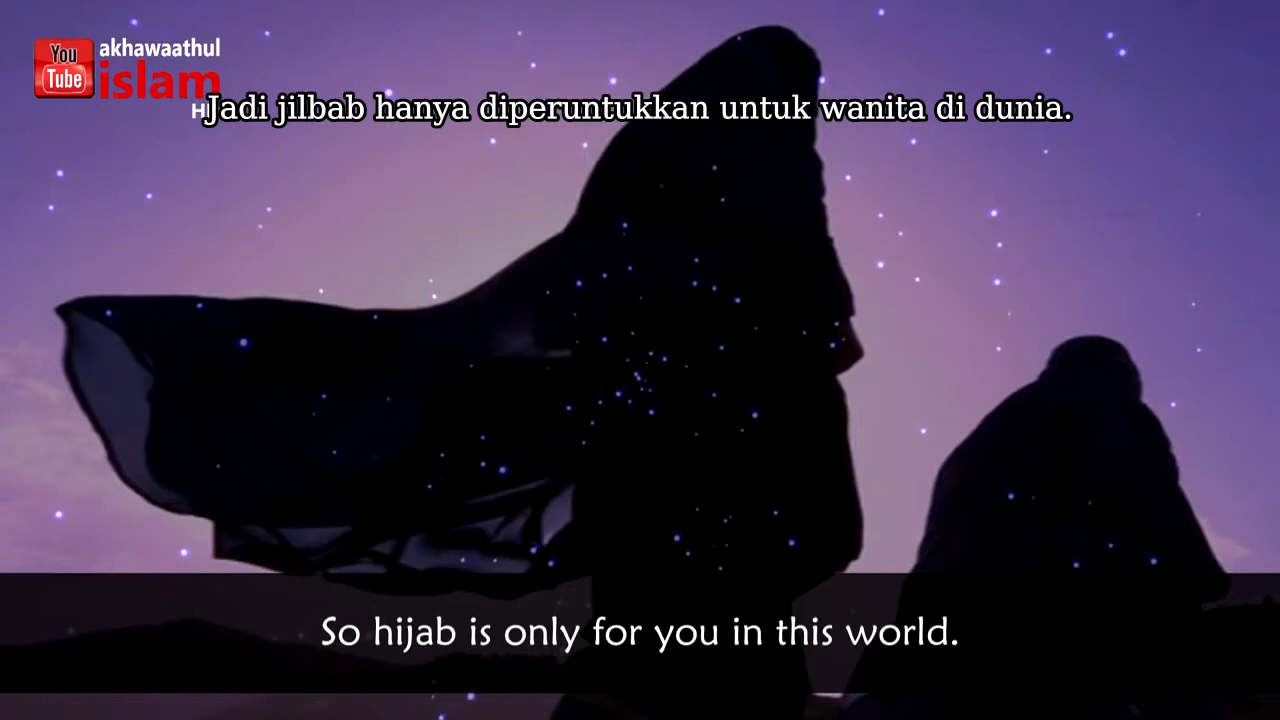 You
Tube
akhawaathul
islam
Jadi jilbab hanya diperuntukkan untuk wanita di dunia.
So hijab is only for you in this world.